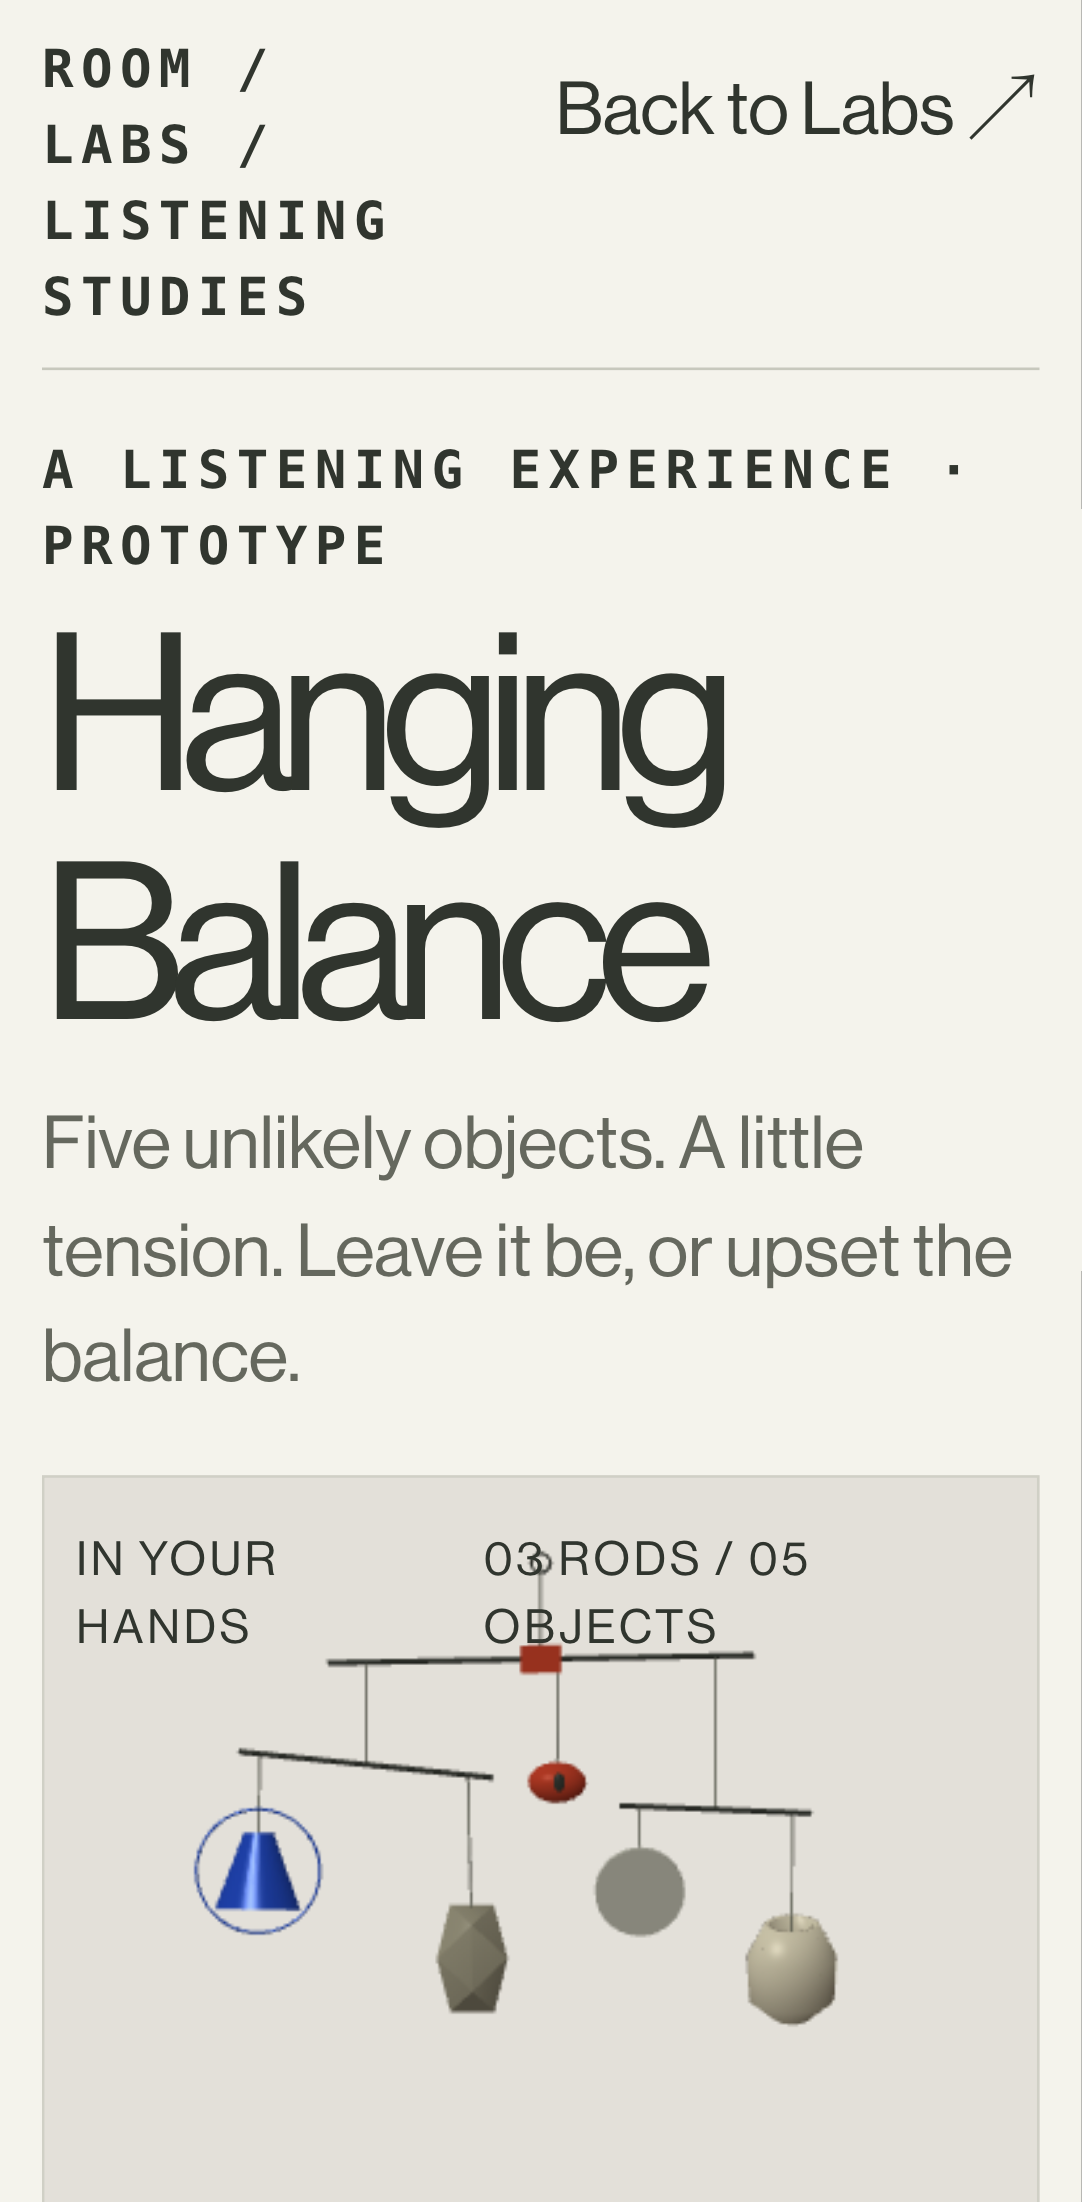 ROOM /
LABS /
LISTENING
STUDIES
Back to Labs ↗
A LISTENING EXPERIENCE ·
PROTOTYPE
Hanging
Balance
Five unlikely objects. A little
tension. Leave it be, or upset the
balance.
IN YOUR
HANDS
03 RODS / 05
OBJECTS